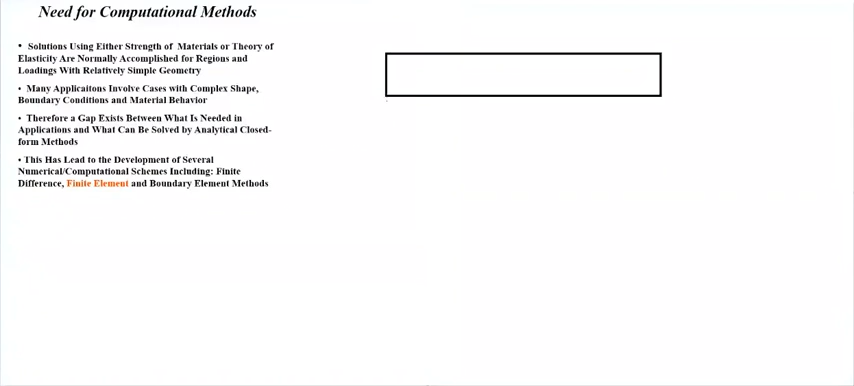 Need for Computational Methods
• Solutions Using Either Strength of Materials or Theory of
Elasticity Are Normally Accomplished for Regions and
Loadings With Relatively Simple Geometry
• Many Applicaitons Involve Cases with Complex Shape,
Boundary Conditions and Material Behavior
• Therefore a Gap Exists Between What Is Needed in
Applications and What Can Be Solved by Analytical Closed-
form Methods
• This Has Lead to the Development of Several
Numerical/Computational Schemes Including: Finite
Difference, Finite Element and Boundary Element Methods